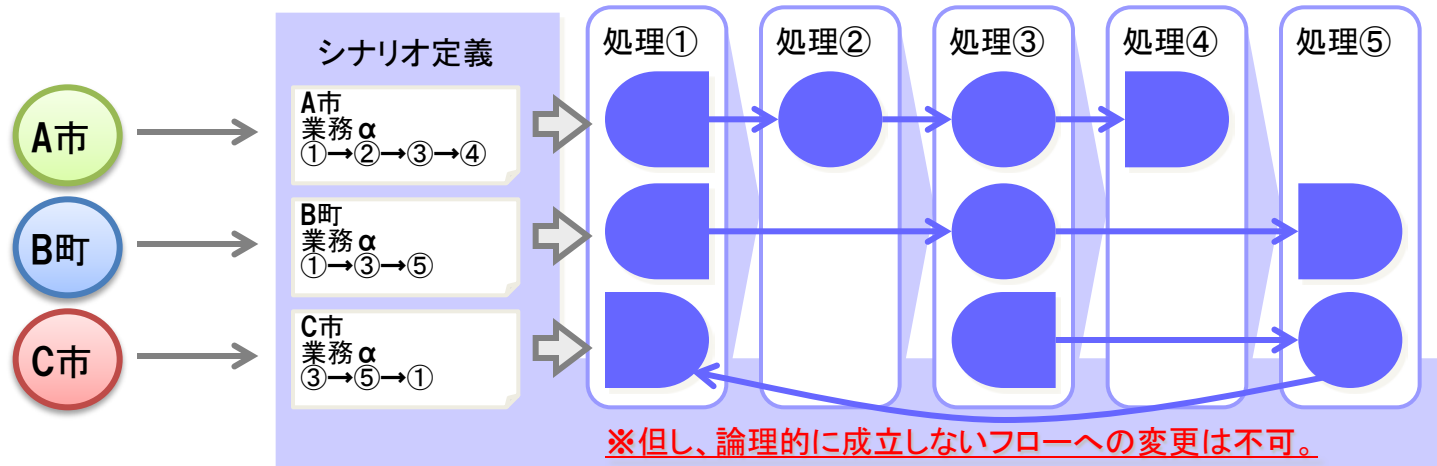 シナリオ定義
処理①
処理②
処理③
処理④
処理⑤
A市
A市
業務α
①→②→③→④
B町
B町
業務α
①→③→⑤
C市
C市
業務α
③→⑤→①
※但し、論理的に成立しないフローへの変更は不可。